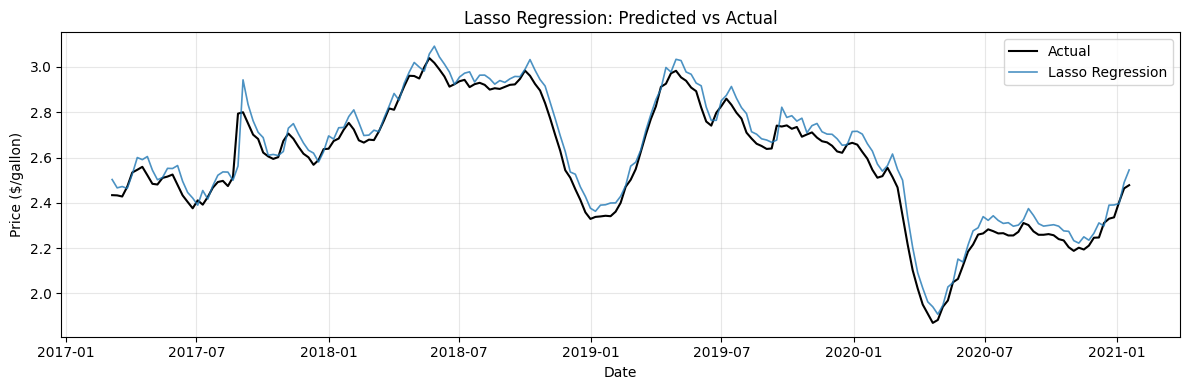 Lasso Regression: Predicted vs Actual
Actual
Lasso Regression
Price ($/gallon)
3.0
2.8
2.6
2.4
2.2
2.0
2017-01 2017-07 2018-01 2018-07 2019-01 2019-07 2020-01 2020-07 2021-01
Date